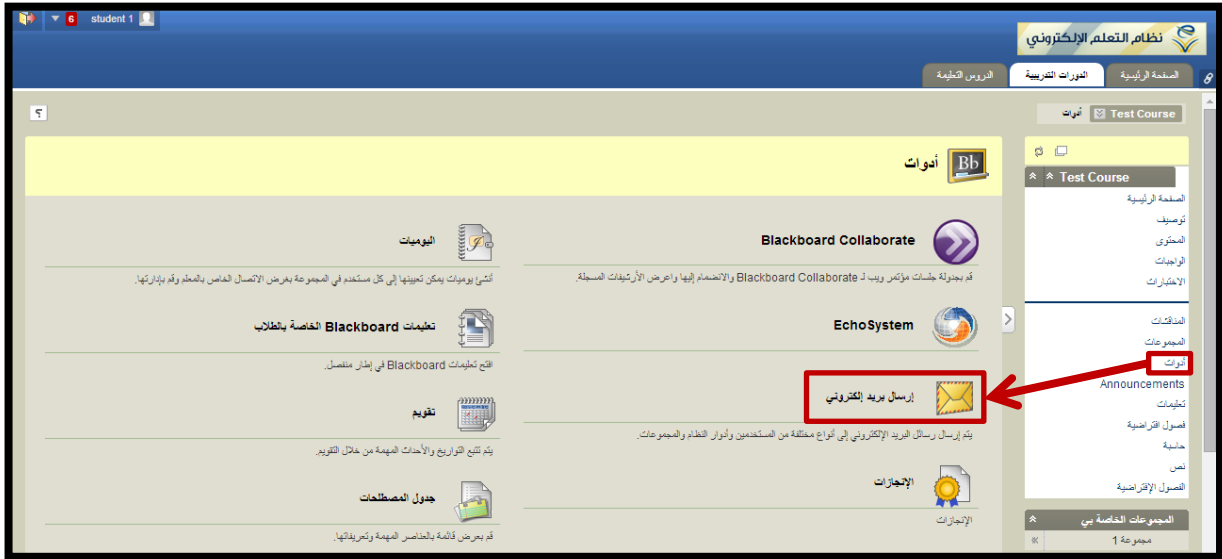 6 student 1
نظام التعلم الإلكتروني
الصفحة الرئيسية
الدورات التدريبية
الدروس التعليمة
Test Course أدوات
?
Test Course
الصفحة الرئيسية
توصيف
المحتوى
الواجبات
الاختبارات
المناقشات
المجموعات
أدوات
Announcements
تعليمات
فصول افتراضية
حاسبة
نص
الفصول الإفتراضية
المجموعات الخاصة بي
مجموعة 1
Bb أدوات
Blackboard Collaborate
قم بجدولة جلسات مؤتمر ويب لـ Blackboard Collaborate والانضمام إليها واعرض الأرشيفات المسجلة.
EchoSystem
إرسال بريد إلكتروني
يتم إرسال رسائل البريد الإلكتروني إلى أنواع مختلفة من المستخدمين وأدوار النظام والمجموعات.
الإنجازات
الإنجازات
اليوميات
أنشئ يوميات يمكن تعيينها إلى كل مستخدم في المجموعة بغرض الاتصال الخاص بالمعلم وقم بإدارتها.
تعليمات Blackboard الخاصة بالطلاب
افتح تعليمات Blackboard في إطار منفصل.
تقويم
يتم تتبع التواريخ والأحداث المهمة من خلال التقويم.
جدول المصطلحات
قم بعرض قائمة بالعناصر المهمة وتعريفاتها.